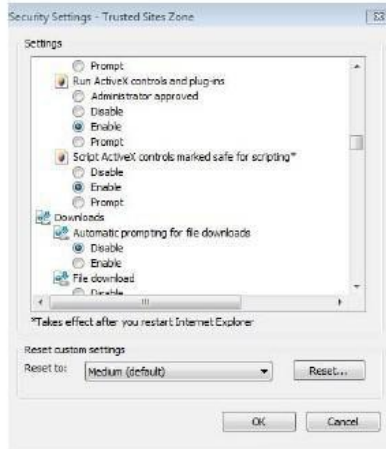 Security Settings - Trusted Sites Zone
Settings
Prompt
Run ActiveX controls and plug-ins
Administrator approved
Disable
Enable
Prompt
Script ActiveX controls marked safe for scripting*
Disable
Enable
Prompt
Downloads
Automatic prompting for file downloads
Disable
Enable
File download
Disable
*Takes effect after you restart Internet Explorer
Reset custom settings
Reset to: Medium (default) Reset...
OK Cancel